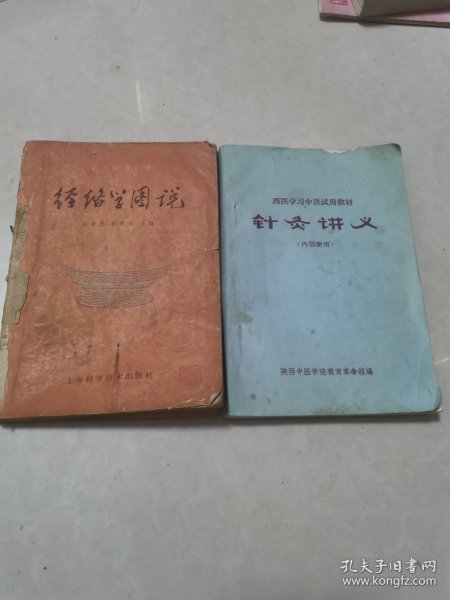 经络学图说
上海科学技术出版社
西医学习中医試用教材
针灸讲义
(内部使用)
陕西中医学院教育革命组编
孔夫子旧书网
www.kongfz.com